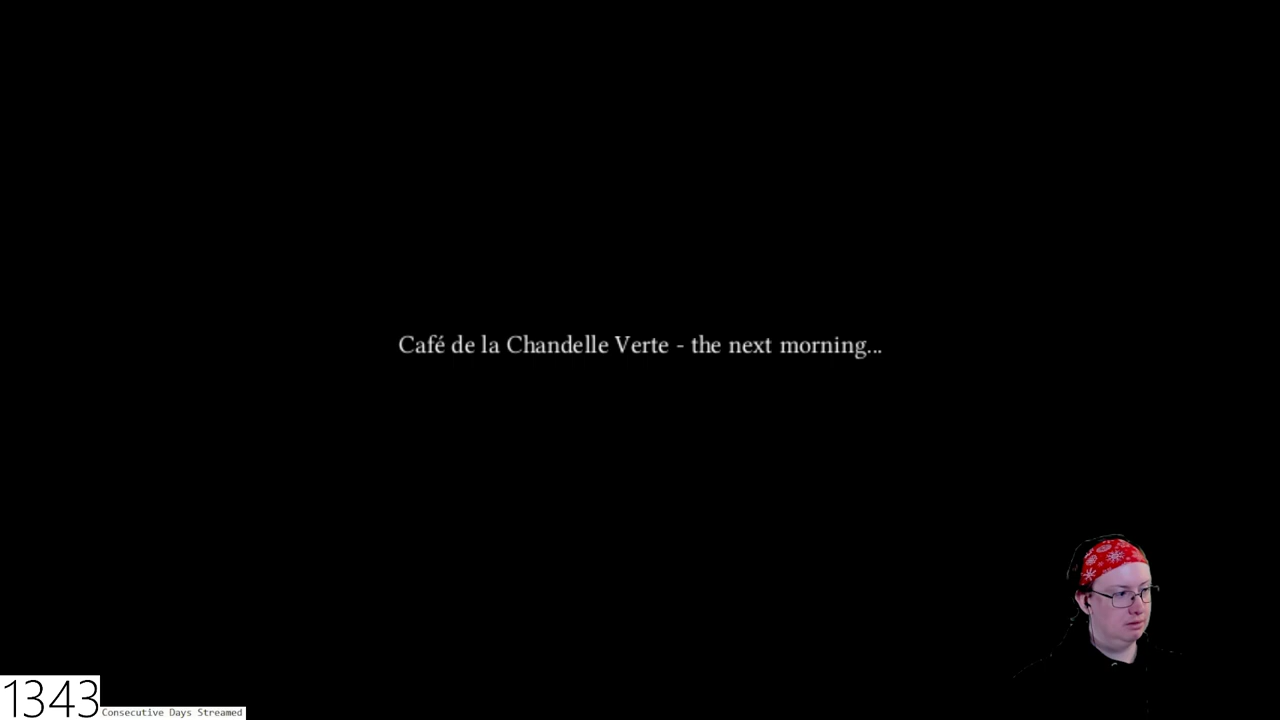 Café de la Chandelle Verte - the next morning...
1343
Consecutive Days Streamed